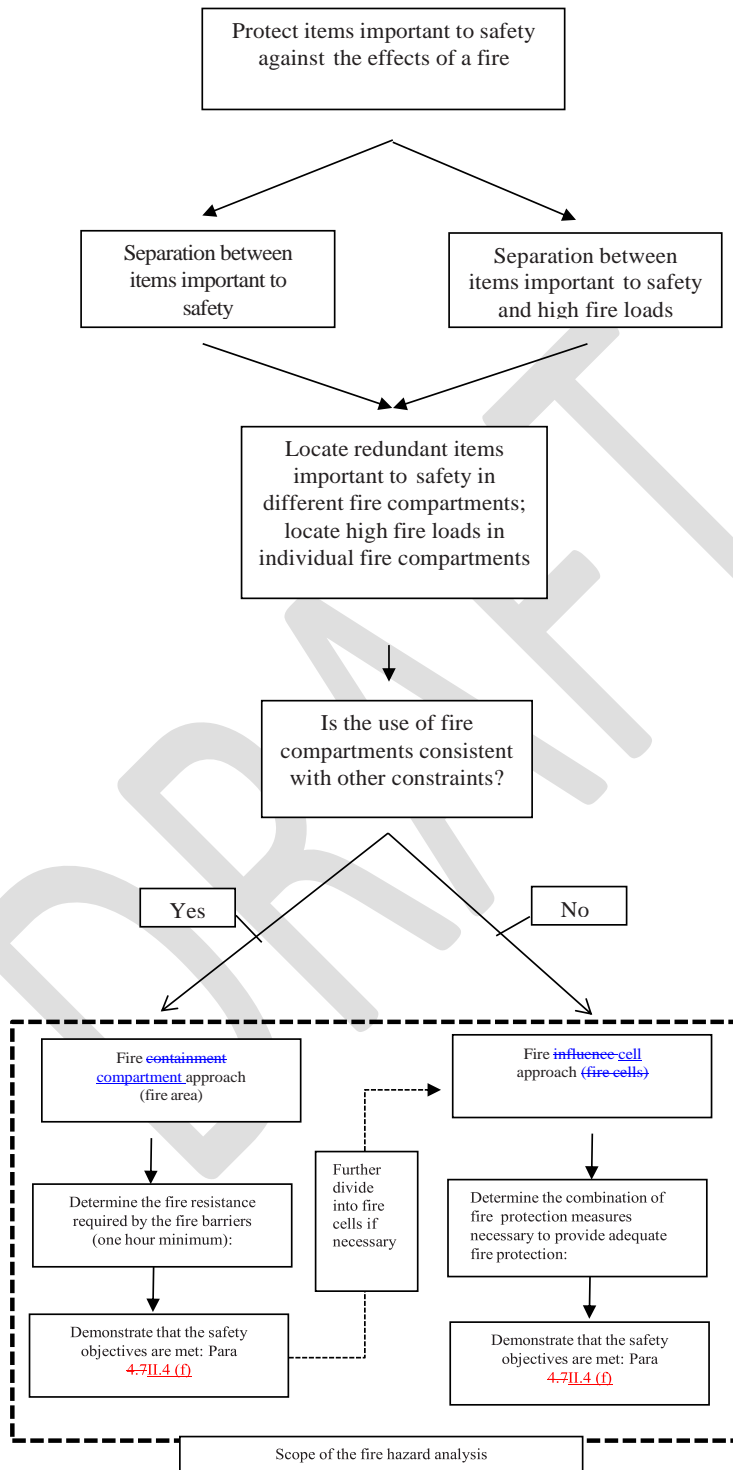 Protect items important to safety
against the effects of a fire
Separation between
items important to
safety
Separation between
items important to safety
and high fire loads
Locate redundant items
important to safety in
different fire compartments;
locate high fire loads in
individual fire compartments
Is the use of fire
compartments consistent
with other constraints?
Yes
No
Fire containment
compartment approach
(fire area)
Fire influence cell
approach (fire cells)
Further
divide
into fire
cells if
necessary
Determine the fire resistance
required by the fire barriers
(one hour minimum):
Determine the combination of
fire protection measures
necessary to provide adequate
fire protection:
Demonstrate that the safety
objectives are met: Para
4.7II.4 (f)
Demonstrate that the safety
objectives are met: Para
4.7II.4 (f)
Scope of the fire hazard analysis
DRAFT